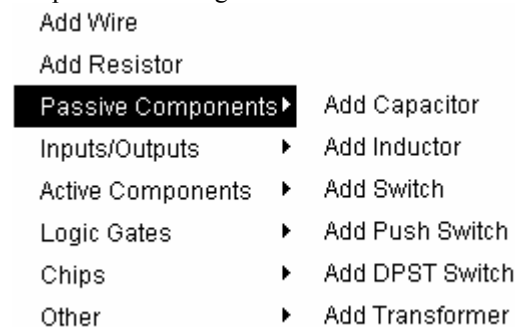 Add Wire
Add Resistor
Passive Components
Inputs/Outputs
Active Components
Logic Gates
Chips
Other
Add Capacitor
Add Inductor
Add Switch
Add Push Switch
Add DPST Switch
Add Transformer